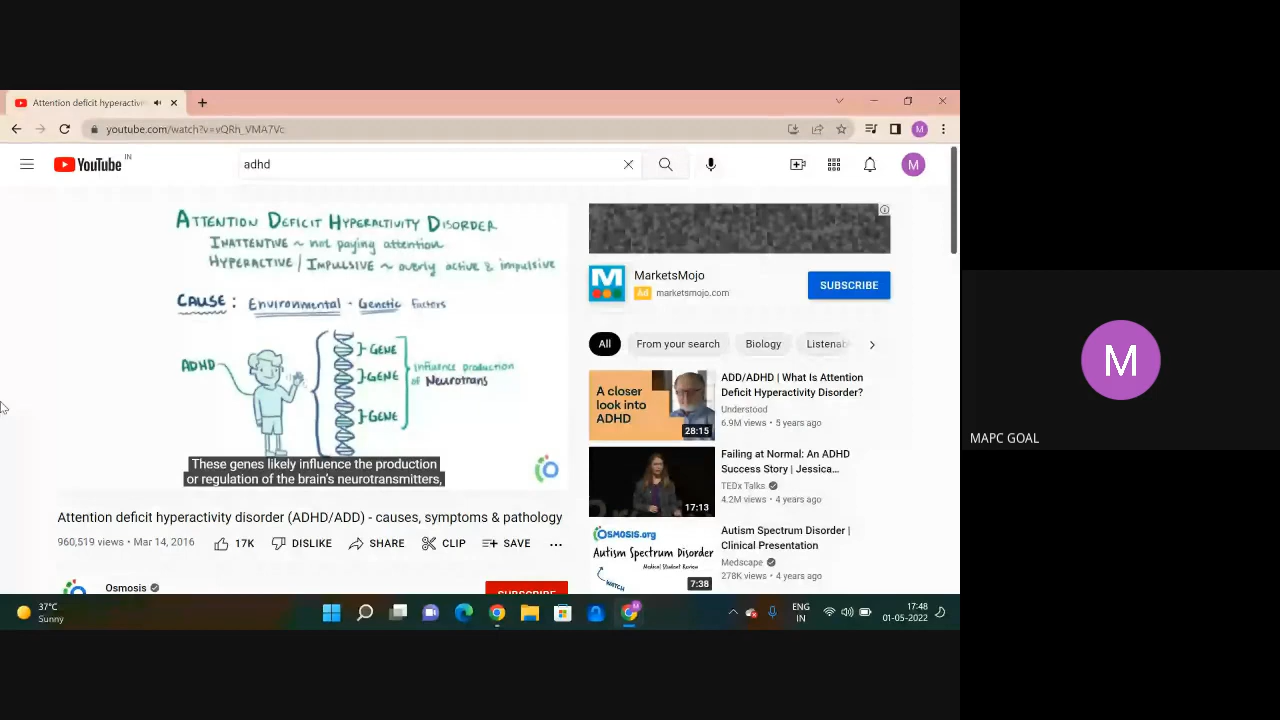 Attention deficit hyperactiv
youtube.com/watch?v=vQRh_VMA7Vc
M
YouTube IN
adhd
M
ATTENTION DEFICIT HYPERACTIVITY DISORDER
INATTENTIVE ~ not paying attention
HYPERACTIVE / IMPULSIVE ~ overly active & impulsive
CAUSE: Environmental + Genetic factors
ADHD
GENE
GENE
GENE
influence production
of Neurotrans
These genes likely influence the production
or regulation of the brain's neurotransmitters,
Attention deficit hyperactivity disorder (ADHD/ADD) - causes, symptoms & pathology
960,519 views • Mar 14, 2016
17K
DISLIKE
SHARE
CLIP
SAVE
Osmosis
SUBSCRIBE
M
MarketsMojo
Ad marketsmojo.com
SUBSCRIBE
All
From your search
Biology
Listenab
A closer
look into
ADHD
28:15
ADD/ADHD | What Is Attention
Deficit Hyperactivity Disorder?
Understood
6.9M views • 5 years ago
17:13
Failing at Normal: An ADHD
Success Story | Jessica...
TEDx Talks
4.2M views • 4 years ago
OSMOSIS.org
Autism Spectrum Disorder
Medical Student Review
WATCH
7:38
Autism Spectrum Disorder |
Clinical Presentation
Medscape
278K views • 4 years ago
37°C
Sunny
M
ENG
IN
17:48
01-05-2022
M
MAPC GOAL